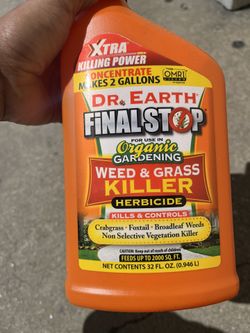 XTRA
KILLING POWER
CONCENTRATE
MAKES 2 GALLONS
OMRI
LISTED
DR. EARTH
FINAL STOP
FOR USE IN
Organic
GARDENING
WEED & GRASS
KILLER
HERBICIDE
KILLS & CONTROLS
Crabgrass · Foxtail · Broadleaf Weeds
Non Selective Vegetation Killer
CAUTION: Keep out of reach of children.
FEEDS UP TO 2000 SQ. FT.
NET CONTENTS 32 FL. OZ (0.946 L)